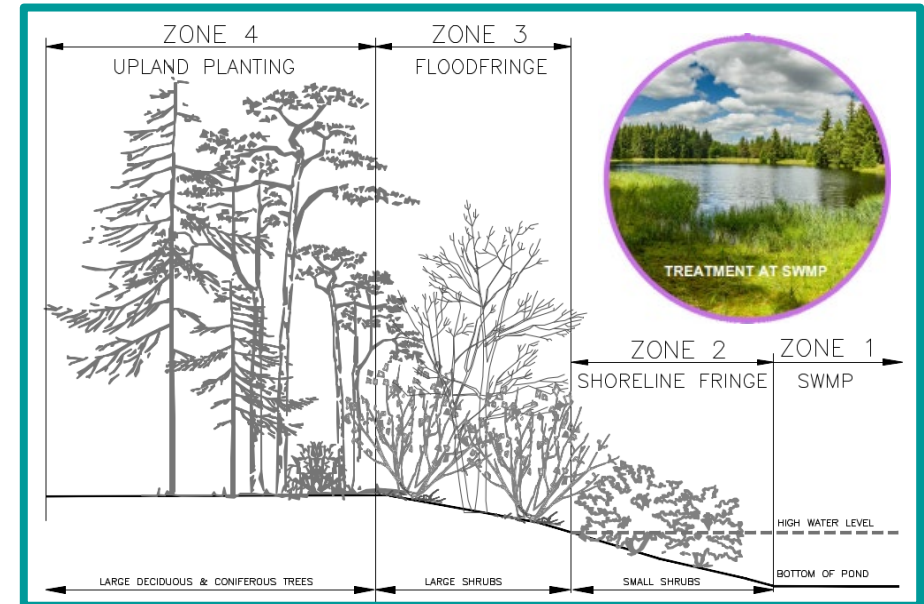 ZONE 4
UPLAND PLANTING
ZONE 3
FLOODFRINGE
TREATMENT AT SWMP
ZONE 2
SHORELINE FRINGE
ZONE 1
SWMP
HIGH WATER LEVEL
BOTTOM OF POND
LARGE DECIDUOUS & CONIFEROUS TREES
LARGE SHRUBS
SMALL SHRUBS